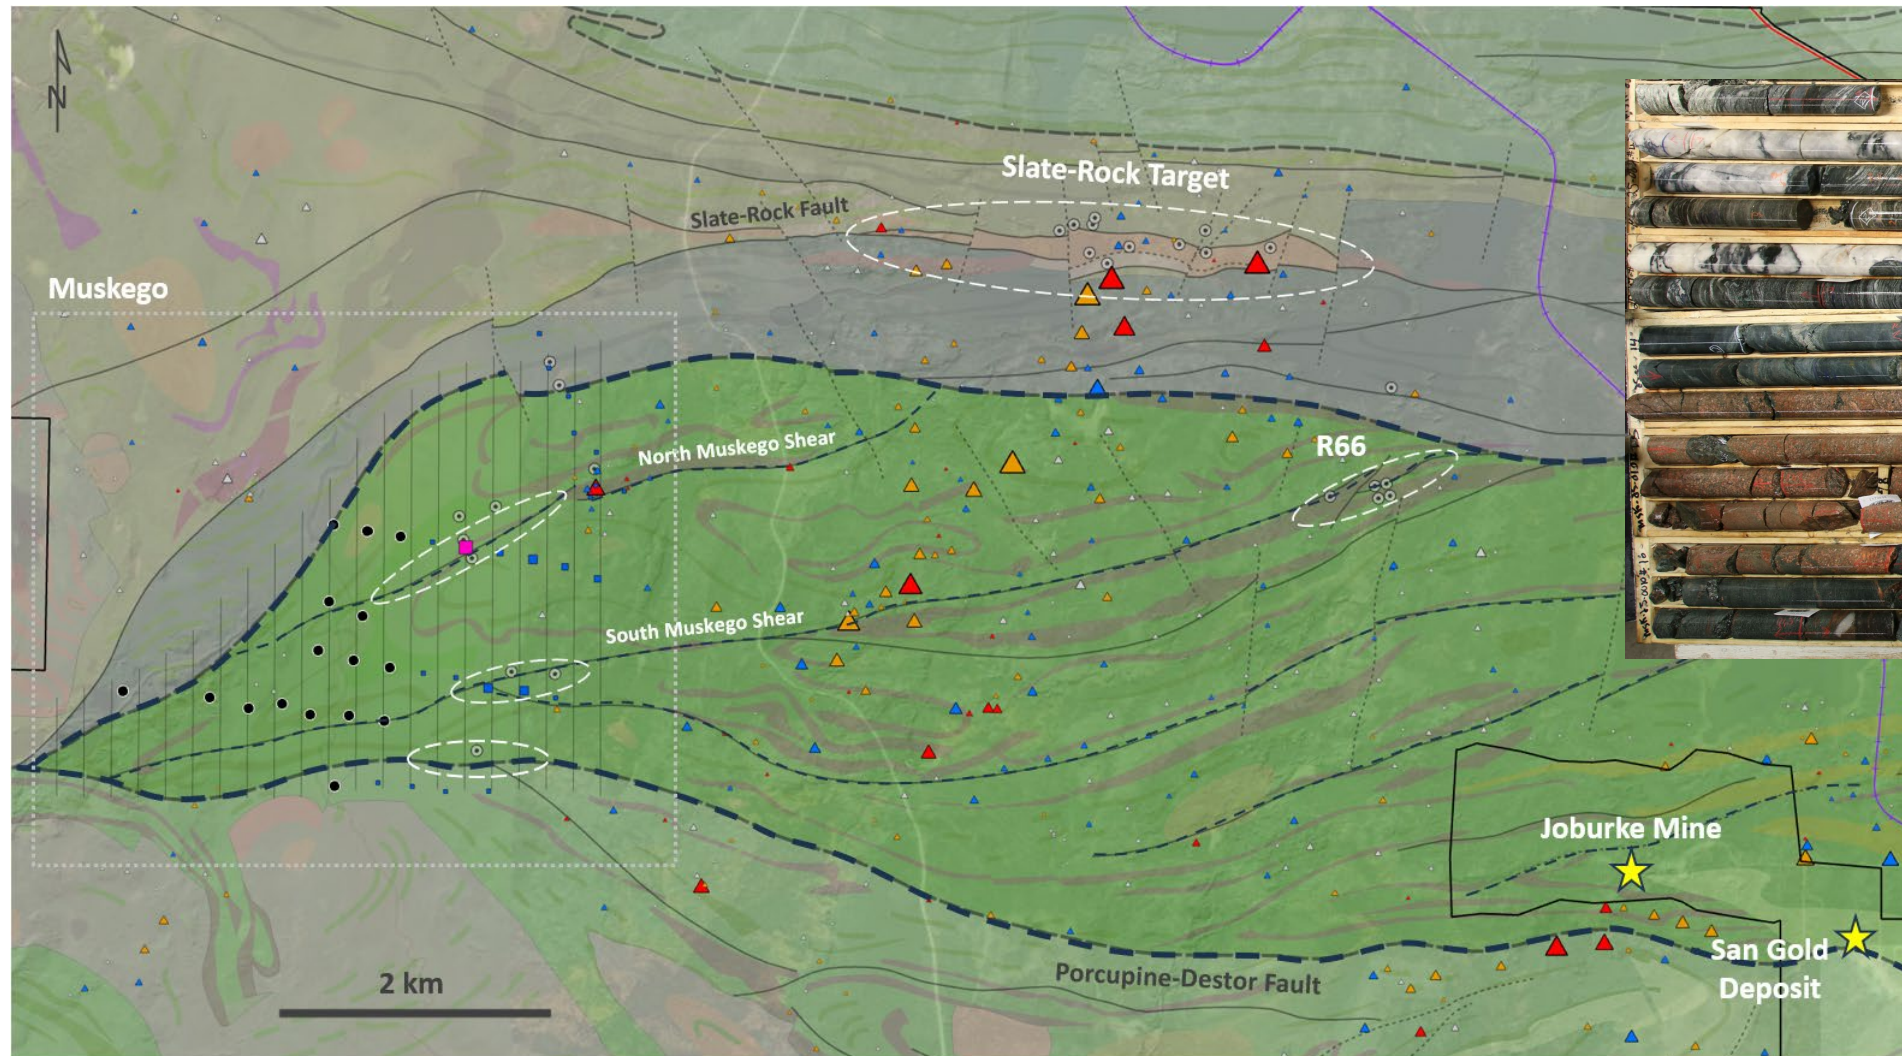 N
Slate-Rock Target
Slate-Rock Fault
Muskego
North Muskego Shear
R66
South Muskego Shear
Joburke Mine
San Gold
Deposit
Porcupine-Destor Fault
2 km